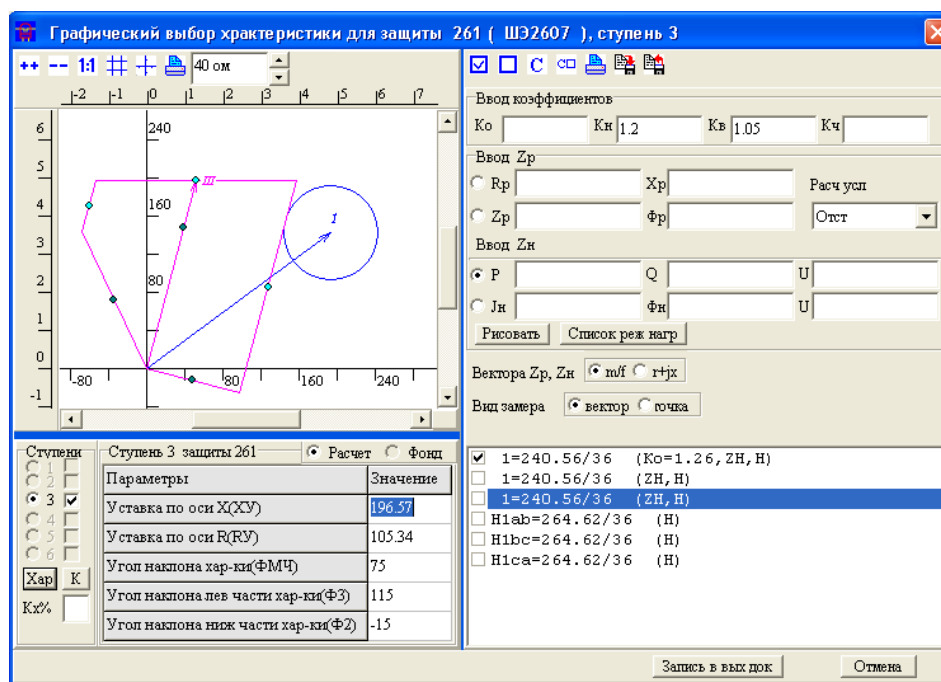 Графический выбор храктеристики для защиты 261 ( ШЭ2607 ), ступень 3
++ -- 1:1 40 ом
-2 -1 0 1 2 3 4 5 6 7
6
5
4
3
2
1
0
-1
240
160
80
-80 80 160 240
III
1
C
Ввод коэффициентов
Ко Кн 1.2 Кв 1.05 Кч
Ввод Zр
Rр Xр Расч усл
Zр Фр Отст
Ввод Zн
P Q U
Jн Фн U
Рисовать Список реж нагр
Вектора Zр, Zн m/f r+jx
Вид замера вектор точка
Ступени
1
2
3
4
5
6
Хар К
Кз%
Ступень 3 защиты 261 Расчет Фонд
Параметры Значение
Уставка по оси X(XУ) 196.57
Уставка по оси R(RУ) 105.34
Угол наклона хар-ки(ФМЧ) 75
Угол наклона лев части хар-ки(Ф3) 115
Угол наклона ниж части хар-ки(Ф2) -15
1=240.56/36 (Ко=1.26,ZН,Н)
1=240.56/36 (ZН,Н)
1=240.56/36 (ZН,Н)
Н1ab=264.62/36 (Н)
Н1bc=264.62/36 (Н)
Н1ca=264.62/36 (Н)
Запись в вых док Отмена